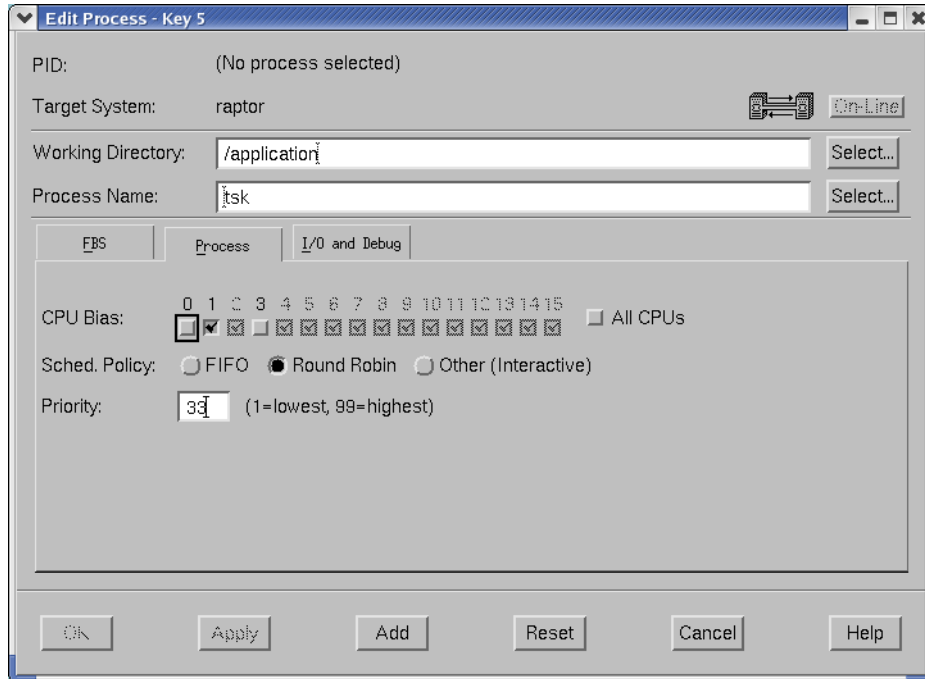 Edit Process - Key 5
PID: (No process selected)
Target System: raptor On-Line
Working Directory: /application Select...
Process Name: tsk Select...
FBS Process I/O and Debug
0 1 2 3 4 5 6 7 8 9 10 11 12 13 14 15
CPU Bias: All CPUs
Sched. Policy: FIFO Round Robin Other (Interactive)
Priority: 33 (1=lowest, 99=highest)
OK Apply Add Reset Cancel Help